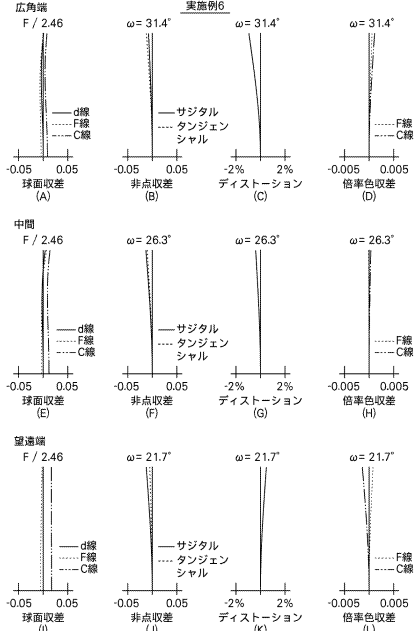 実施例6
広角端
F / 2.46
ω= 31.4°
ω= 31.4°
ω= 31.4°
d線
F線
C線
サジタル
タンジェン
シャル
F線
C線
-0.05 0.05
-0.05 0.05
-2% 2%
-0.005 0.005
球面収差
非点収差
ディストーション
倍率色収差
(A)
(B)
(C)
(D)
中間
F / 2.46
ω= 26.3°
ω= 26.3°
ω= 26.3°
d線
F線
C線
サジタル
タンジェン
シャル
F線
C線
-0.05 0.05
-0.05 0.05
-2% 2%
-0.005 0.005
球面収差
非点収差
ディストーション
倍率色収差
(E)
(F)
(G)
(H)
望遠端
F / 2.46
ω= 21.7°
ω= 21.7°
ω= 21.7°
d線
F線
C線
サジタル
タンジェン
シャル
F線
C線
-0.05 0.05
-0.05 0.05
-2% 2%
-0.005 0.005
球面収差
非点収差
ディストーション
倍率色収差